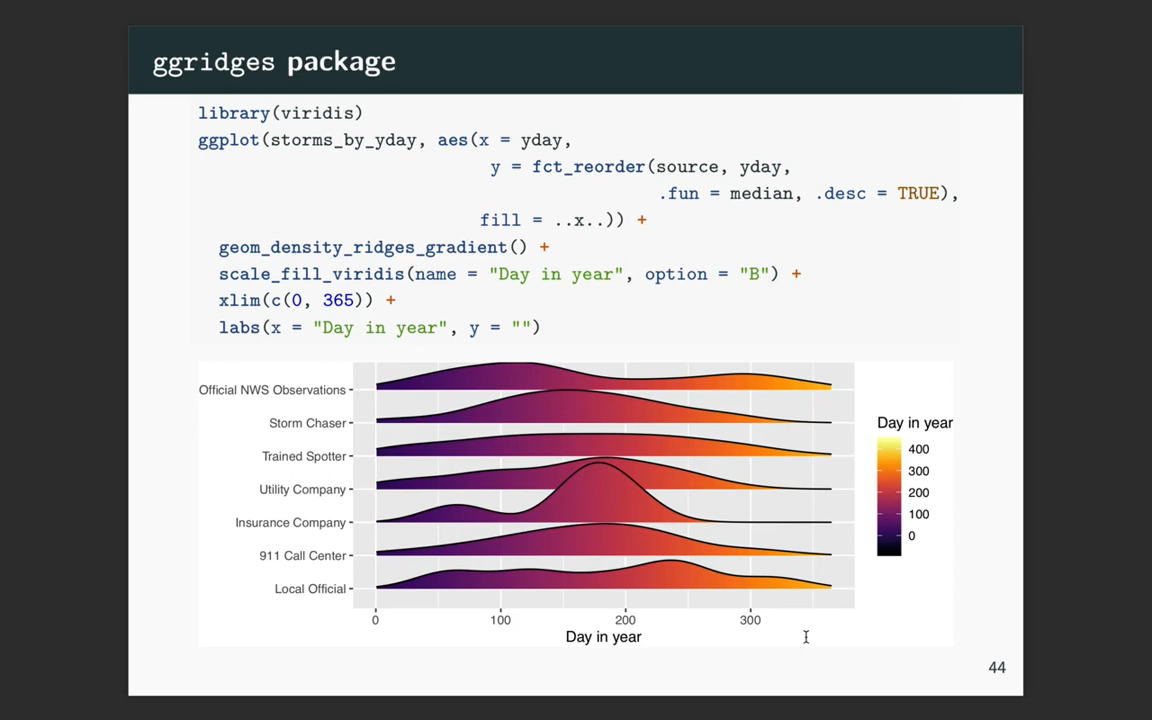 ggridges package
library(viridis)
ggplot(storms_by_yday, aes(x = yday,
y = fct_reorder(source, yday,
.fun = median, .desc = TRUE),
fill = ..x..)) +
geom_density_ridges_gradient() +
scale_fill_viridis(name = "Day in year", option = "B") +
xlim(c(0, 365)) +
labs(x = "Day in year", y = "")
Official NWS Observations
Storm Chaser
Trained Spotter
Utility Company
Insurance Company
911 Call Center
Local Official
0 100 200 300
Day in year
Day in year
400
300
200
100
0
44